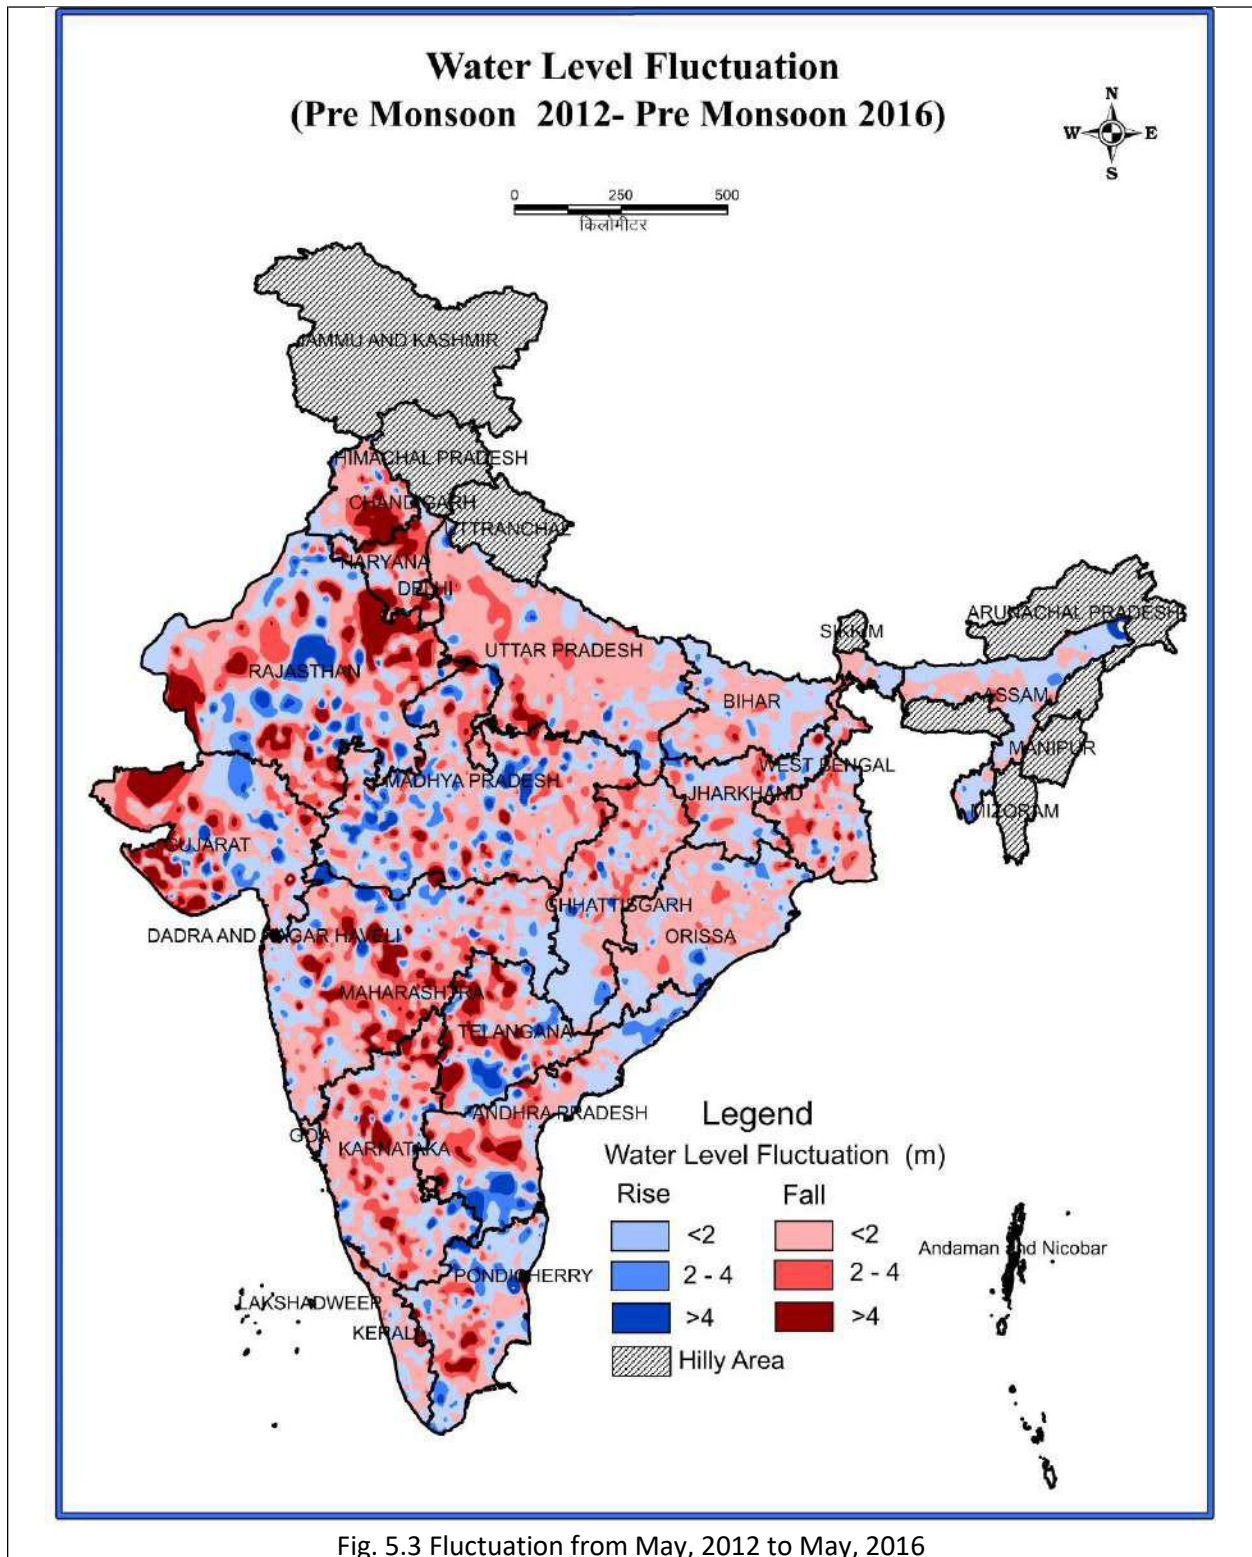 Water Level Fluctuation
(Pre Monsoon 2012- Pre Monsoon 2016)
N
W E
S
0 250 500
किलोमीटर
JAMMU AND KASHMIR
HIMACHAL PRADESH
CHANDIGARH
UTTRANCHAL
HARYANA
DELHI
ARUNACHAL PRADESH
SIKKIM
UTTAR PRADESH
RAJASTHAN
BIHAR
ASSAM
MANIPUR
WEST BENGAL
MADHYA PRADESH
JHARKHAND
MIZORAM
GUJARAT
CHHATTISGARH
DADRA AND NAGAR HAVELI
ORISSA
MAHARASHTRA
TELANGANA
ANDHRA PRADESH
GOA
KARNATAKA
Legend
Water Level Fluctuation (m)
Rise Fall
<2 <2
2 - 4 2 - 4
>4 >4
Hilly Area
Andaman and Nicobar
PONDICHERRY
LAKSHADWEEP
KERALA
Fig. 5.3 Fluctuation from May, 2012 to May, 2016